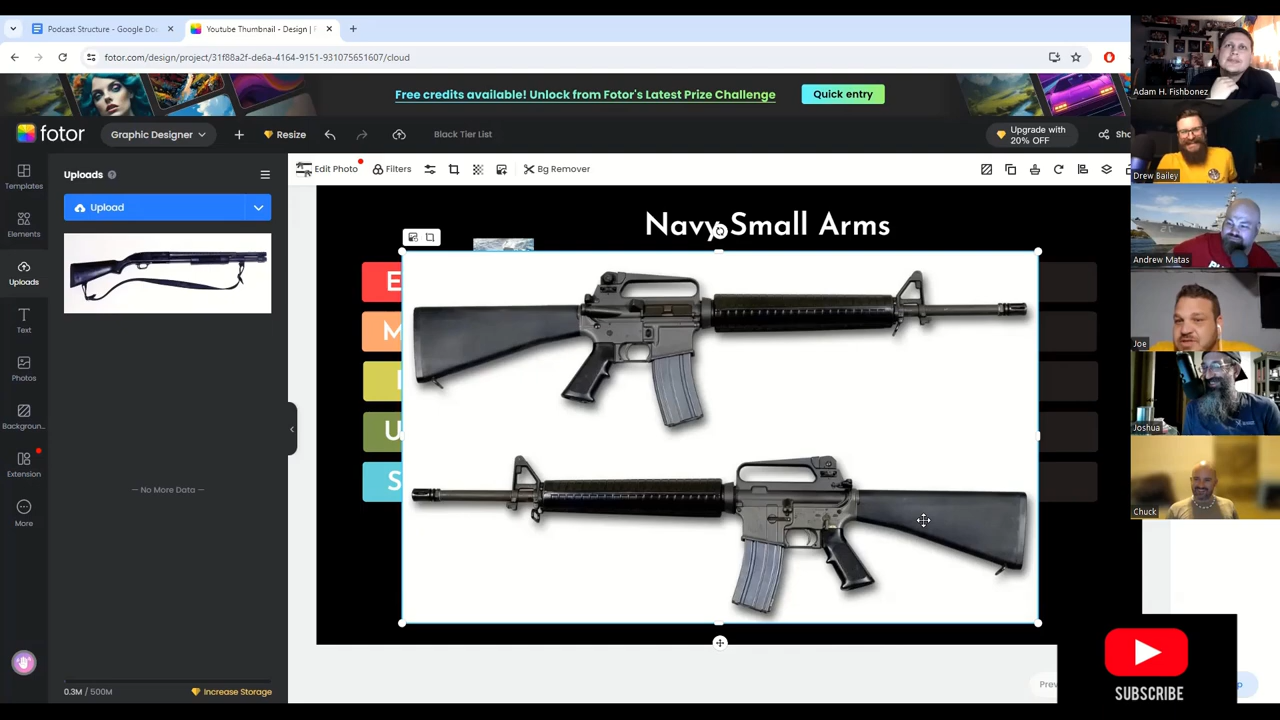 Podcast Structure - Google Do
Youtube Thumbnail - Design | F
fotor.com/design/project/31f88a2f-de6a-4164-9151-931075651607/cloud
Free credits available! Unlock from Fotor's Latest Prize Challenge
Quick entry
fotor
Graphic Designer
Resize
Black Tier List
Upgrade with
20% OFF
Sha
Templates
Elements
Uploads
Text
Photos
Backgroun...
Extension
More
Uploads
Upload
— No More Data —
0.3M / 500M
Increase Storage
Edit Photo
Filters
Bg Remover
Navy Small Arms
E
M
I
U
S
Prev
Adam H. Fishbonez
Drew Bailey
Andrew Matas
Joe
Joshua
Chuck
SUBSCRIBE